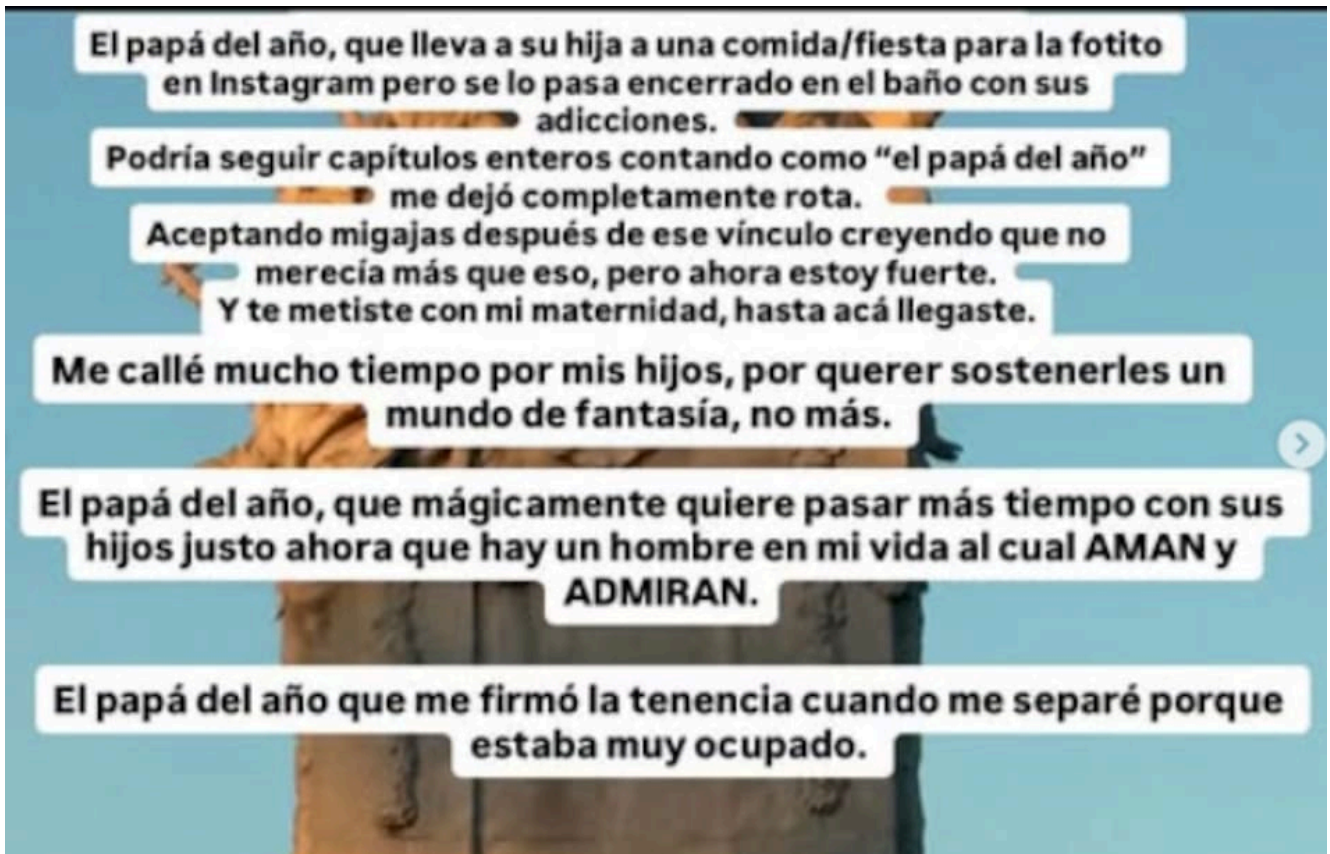 El papá del año, que lleva a su hija a una comida/fiesta para la fotito
en Instagram pero se lo pasa encerrado en el baño con sus
adicciones.
Podría seguir capítulos enteros contando como “el papá del año”
me dejó completamente rota.
Aceptando migajas después de ese vínculo creyendo que no
merecía más que eso, pero ahora estoy fuerte.
Y te metiste con mi maternidad, hasta acá llegaste.
Me callé mucho tiempo por mis hijos, por querer sostenerles un
mundo de fantasía, no más.
El papá del año, que mágicamente quiere pasar más tiempo con sus
hijos justo ahora que hay un hombre en mi vida al cual AMAN y
ADMIRAN.
El papá del año que me firmó la tenencia cuando me separé porque
estaba muy ocupado.